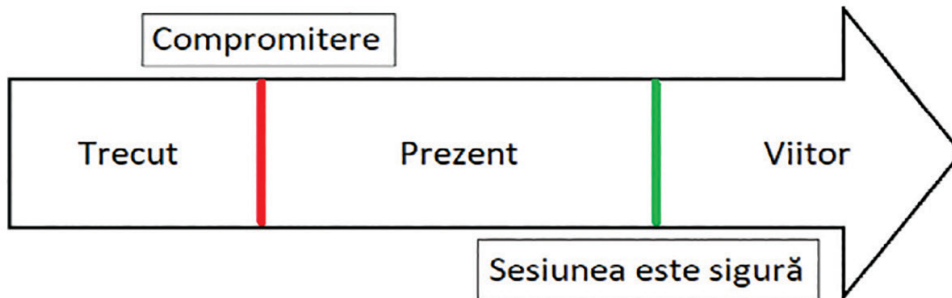 Compromitere
Trecut
Prezent
Viitor
Sesiunea este sigură